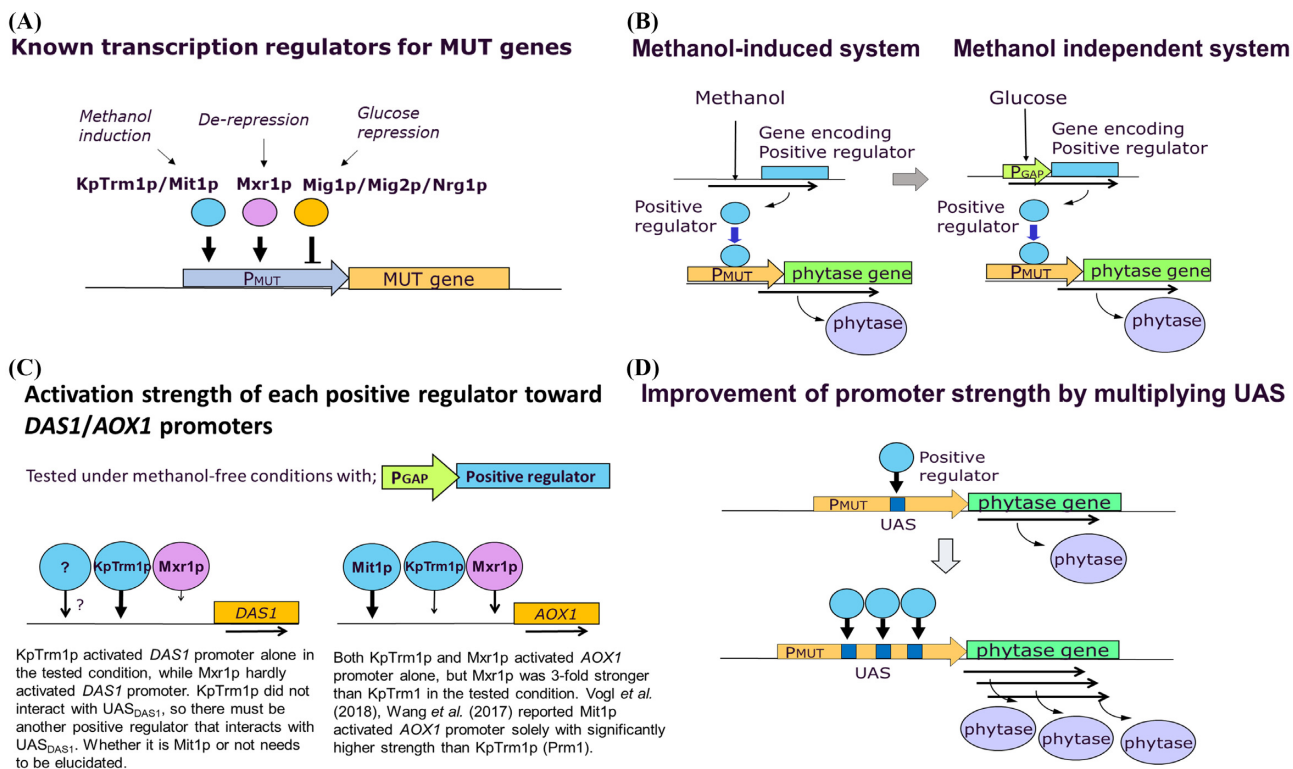 (A)
Known transcription regulators for MUT genes
Methanol
induction
De-repression
Glucose
repression
KpTrm1p/Mit1p
Mxr1p
Mig1p/Mig2p/Nrg1p
PMUT
MUT gene
(B)
Methanol-induced system
Methanol independent system
Methanol
Gene encoding
Positive regulator
Positive
regulator
PMUT
phytase gene
phytase
Glucose
Gene encoding
Positive regulator
PGAP
Positive
regulator
PMUT
phytase gene
phytase
(C)
Activation strength of each positive regulator toward
DAS1/AOX1 promoters
Tested under methanol-free conditions with;
PGAP
Positive regulator
?
KpTrm1p
Mxr1p
?
DAS1
Mit1p
KpTrm1p
Mxr1p
AOX1
KpTrm1p activated DAS1 promoter alone in
the tested condition, while Mxr1p hardly
activated DAS1 promoter. KpTrm1p did not
interact with UASDAS1, so there must be
another positive regulator that interacts with
UASDAS1. Whether it is Mit1p or not needs
to be elucidated.
Both KpTrm1p and Mxr1p activated AOX1
promoter alone, but Mxr1p was 3-fold stronger
than KpTrm1 in the tested condition. Vogl et al.
(2018), Wang et al. (2017) reported Mit1p
activated AOX1 promoter solely with significantly
higher strength than KpTrm1p (Prm1).
(D)
Improvement of promoter strength by multiplying UAS
Positive
regulator
PMUT
phytase gene
UAS
phytase
PMUT
phytase gene
UAS
phytase
phytase
phytase